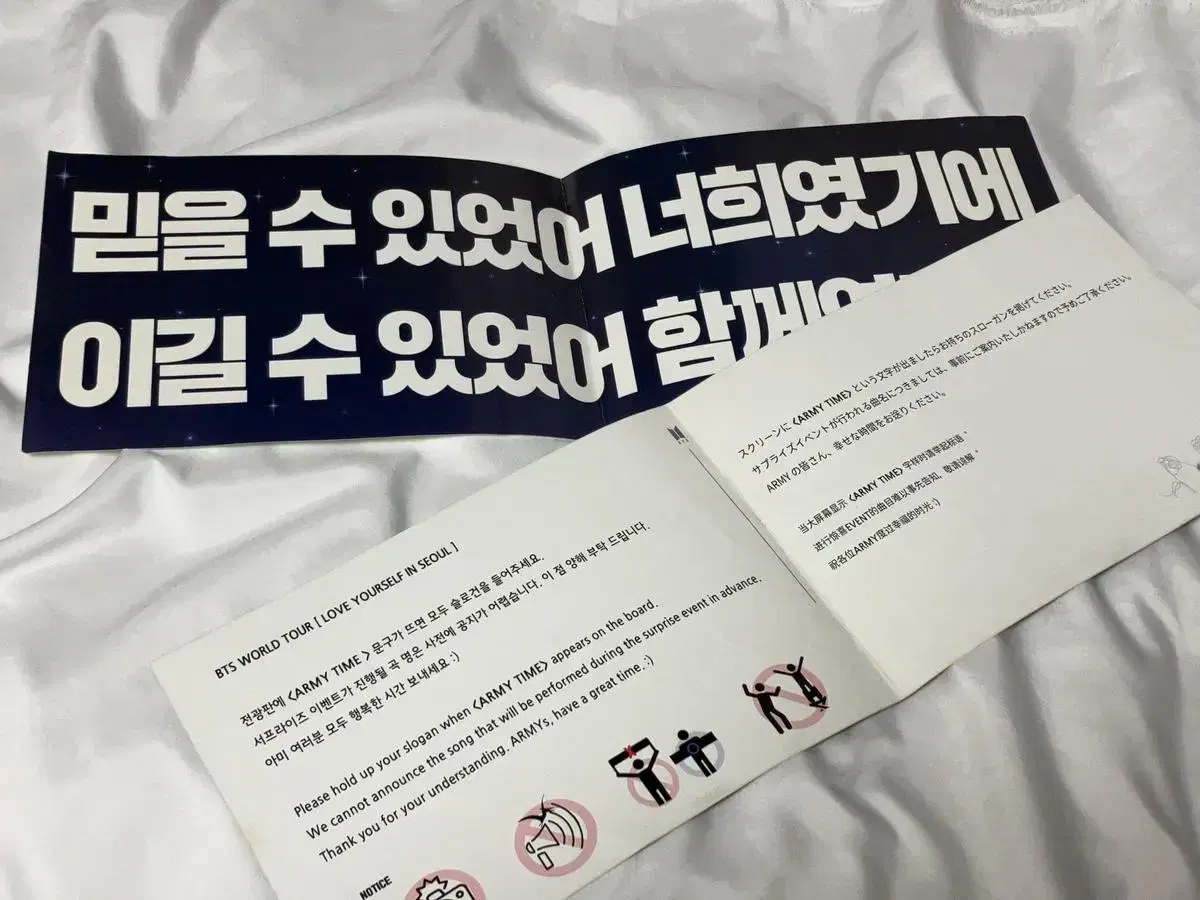 믿을 수 있었어 너희였기에
이길 수 있었어 함께
BTS WORLD TOUR [ LOVE YOURSELF IN SEOUL ]
전광판에 <ARMY TIME > 문구가 뜨면 모두 슬로건을 들어주세요.
서프라이즈 이벤트가 진행될 곡 명은 사전에 공지가 어렵습니다. 이 점 양해 부탁 드립니다.
아미 여러분 모두 행복한 시간 보내세요 :)
Please hold up your slogan when <ARMY TIME> appears on the board.
We cannot announce the song that will be performed during the surprise event in advance.
Thank you for your understanding. ARMYs, have a great time. :)
NOTICE
スクリーンに <ARMY TIME> という文字が出ましたらお持ちのスローガンを掲げてください。
サプライズイベントが行われる曲名につきましては、事前にご案内いたしかねますので予めご了承ください。
ARMY の皆さん、幸せな時間をお送りください。
当大屏幕显示 <ARMY TIME> 字样时请举起标语。
进行惊喜EVENT的曲目难以事先告知, 敬请谅解。
祝各位ARMY度过幸福的时光 :)